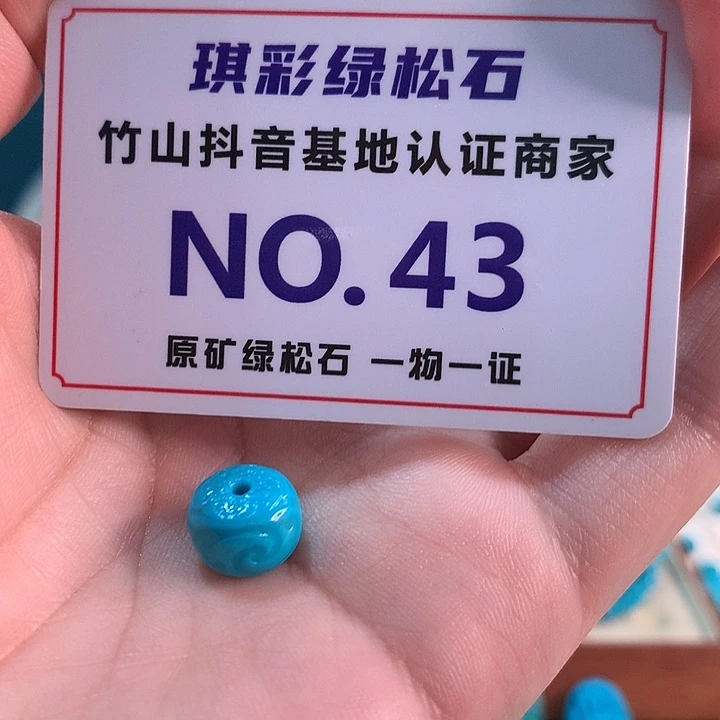 琪彩绿松石
竹山抖音基地认证商家
NO.43
原矿绿松石 一物一证